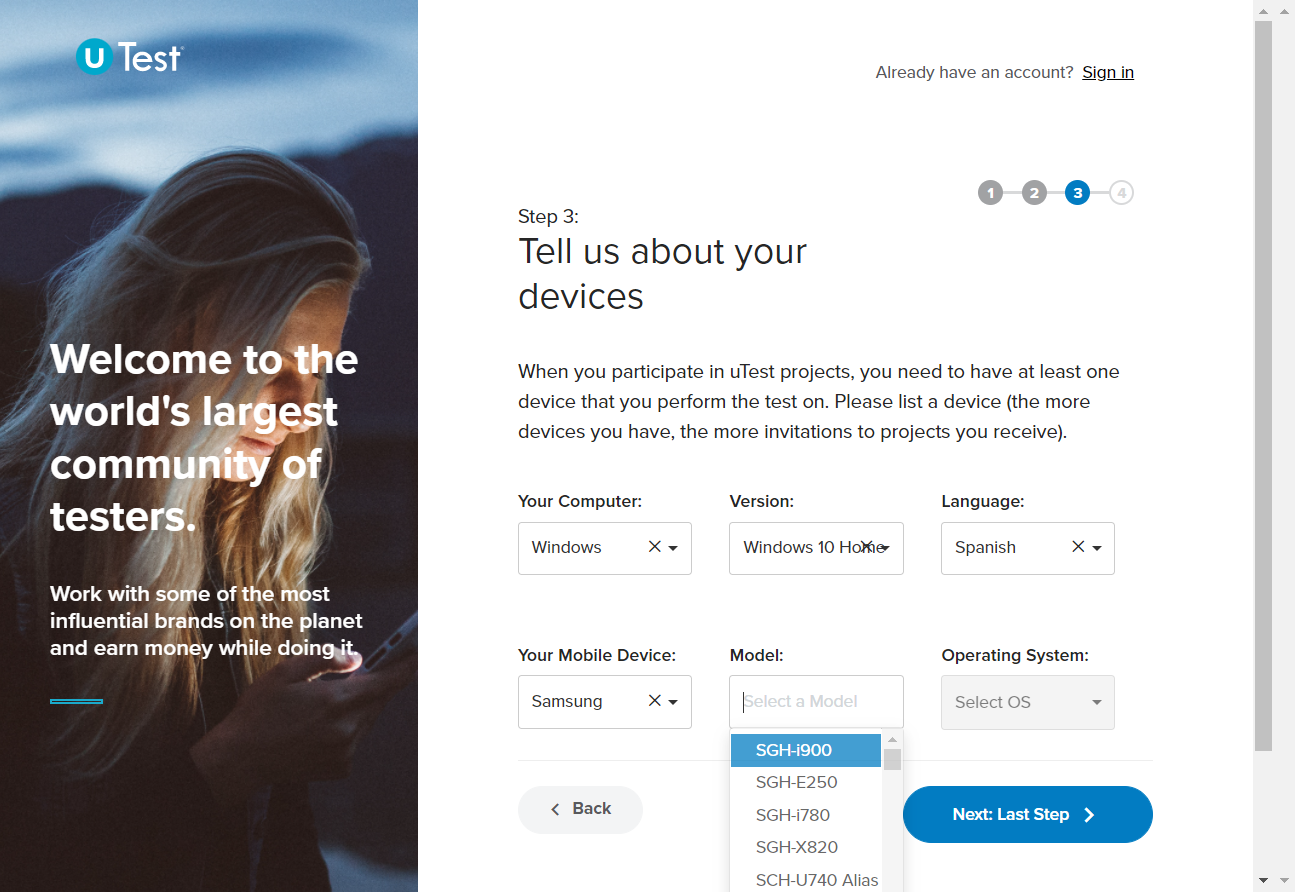 U Test
Already have an account? Sign in
1 2 3 4
Step 3:
Tell us about your
devices
Welcome to the
world's largest
community of
testers.
Work with some of the most
influential brands on the planet
and earn money while doing it.
When you participate in uTest projects, you need to have at least one
device that you perform the test on. Please list a device (the more
devices you have, the more invitations to projects you receive).
Your Computer: Version: Language:
Windows Windows 10 Home Spanish
Your Mobile Device: Model: Operating System:
Samsung Select a Model Select OS
SGH-i900
SGH-E250
SGH-i780
SGH-X820
SCH-U740 Alias
Back
Next: Last Step